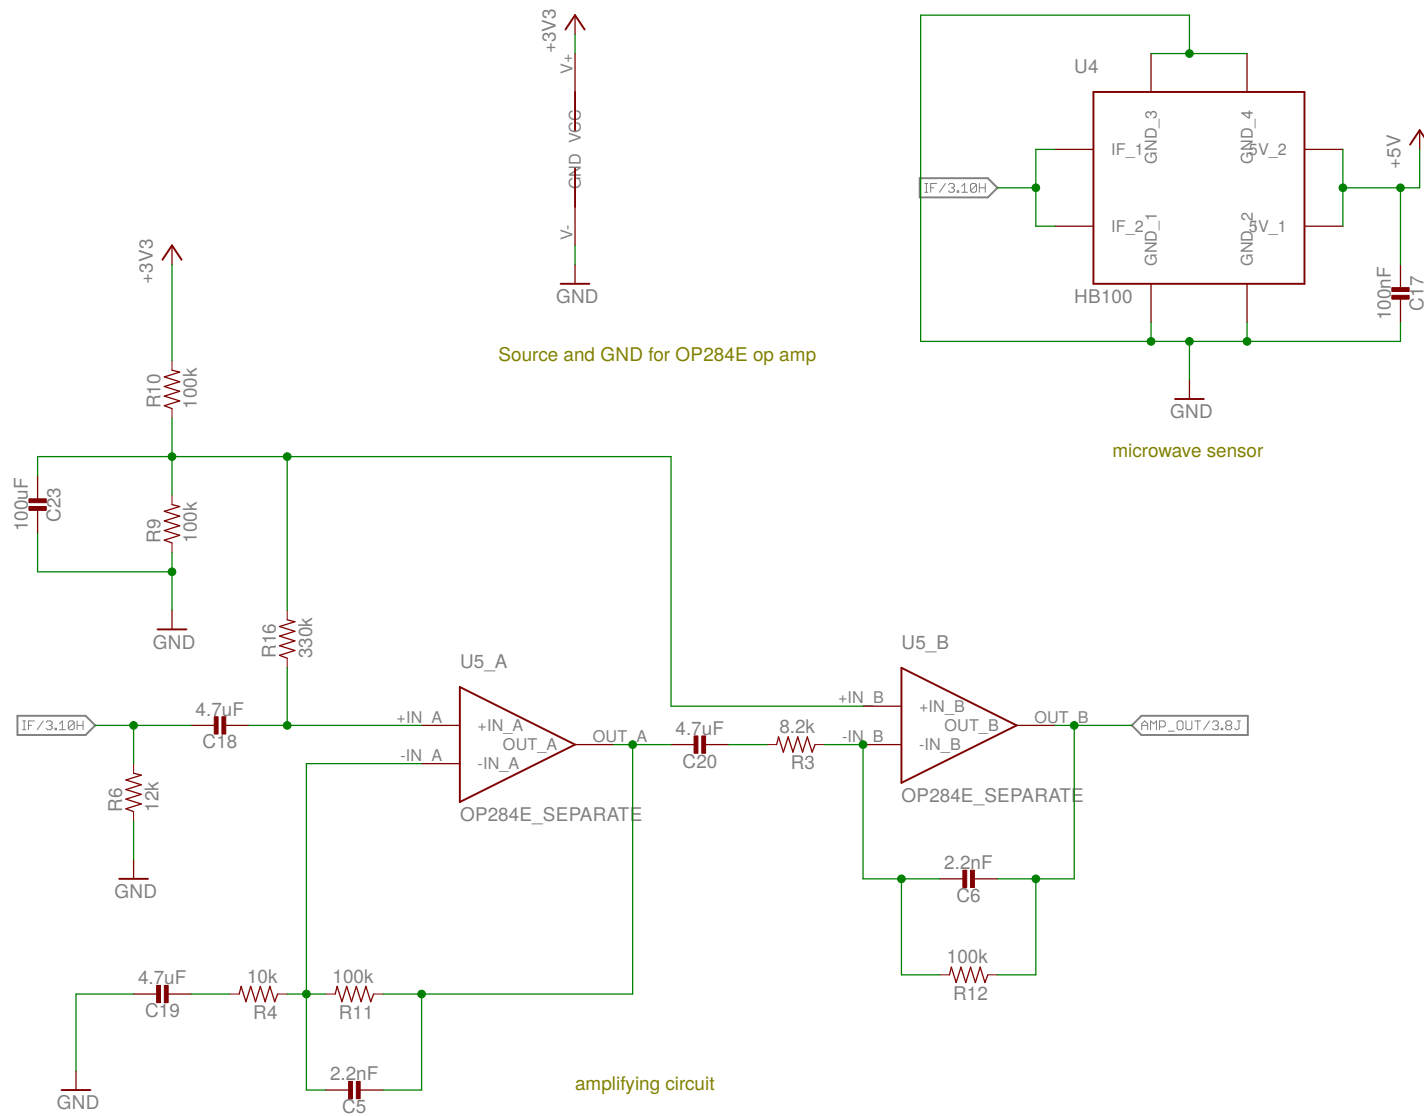 +3V3
V+
VCC
GND
V-
GND
Source and GND for OP284E op amp
U4
GND_3
GND_4
IF_1
5V_2
IF/3.10H
IF_2
5V_1
GND_1
GND_2
HB100
+5V
100nF
C17
GND
microwave sensor
+3V3
R10
100k
100uF
C23
R9
100k
GND
R16
330k
IF/3.10H
4.7uF
C18
R6
12k
GND
U5_A
+IN_A
+IN_A
OUT_A
OUT_A
-IN_A
-IN_A
OP284E_SEPARATE
4.7uF
C20
8.2k
R3
U5_B
+IN_B
+IN_B
OUT_B
OUT_B
-IN_B
-IN_B
OP284E_SEPARATE
AMP_OUT/3.8J
2.2nF
C6
100k
R12
4.7uF
C19
10k
R4
100k
R11
2.2nF
C5
GND
amplifying circuit